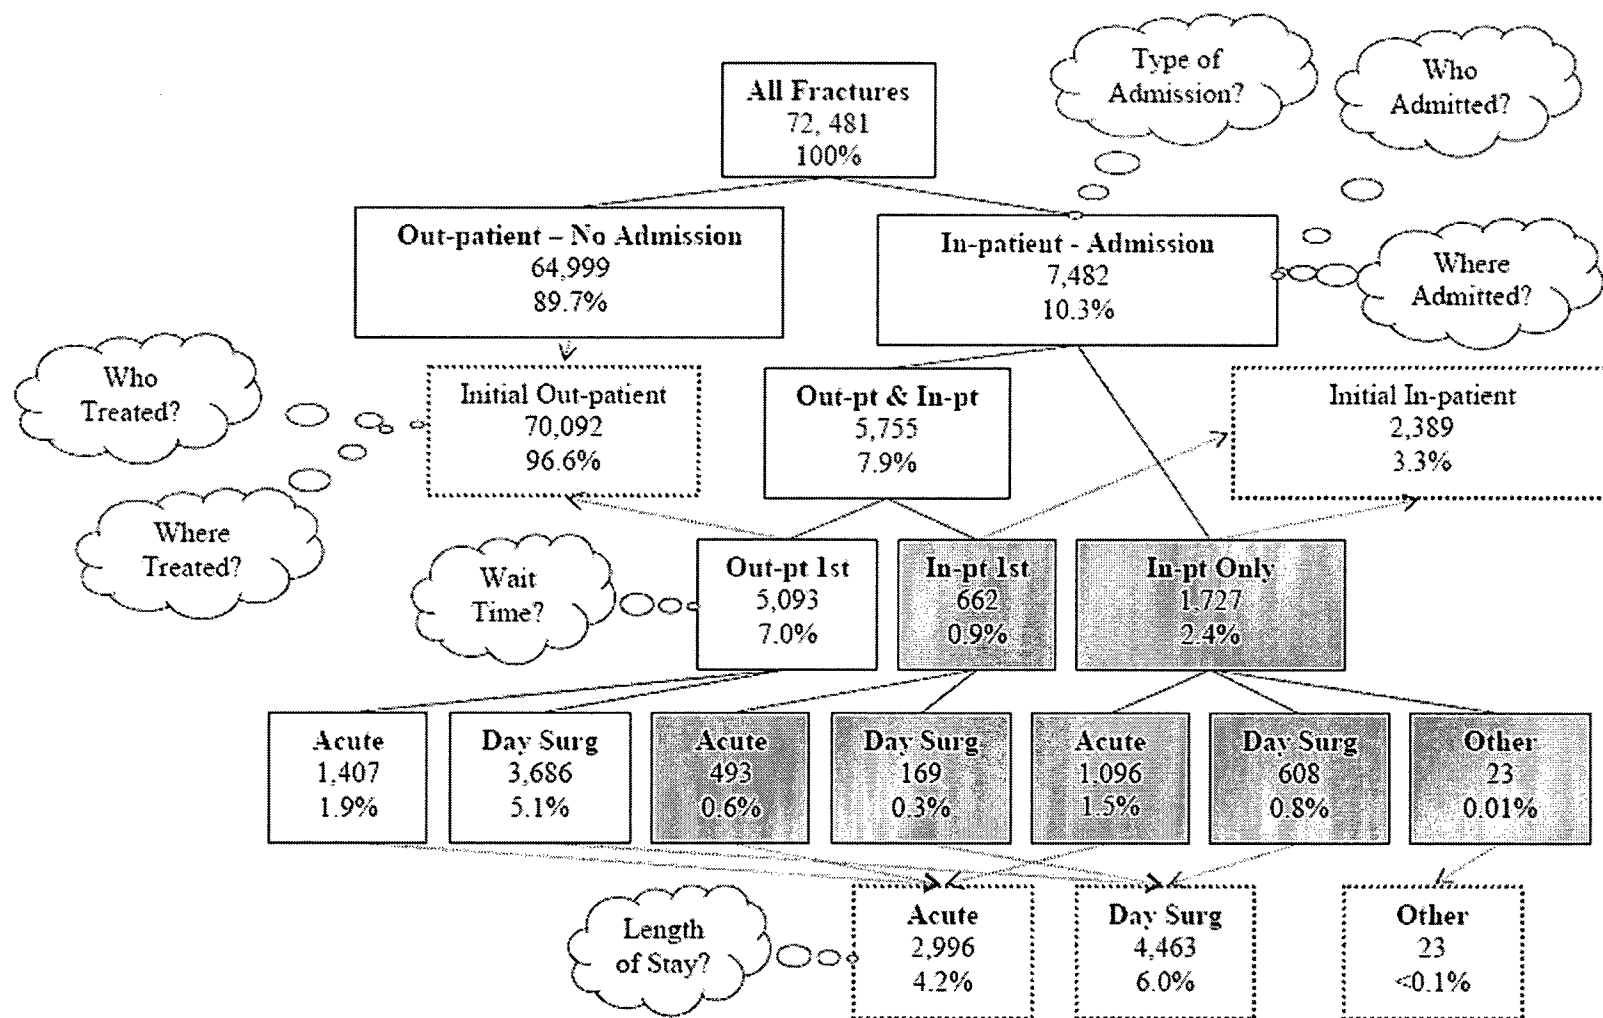 Type of
Admission?
Who
Admitted?
All Fractures
72, 481
100%
Out-patient – No Admission
64,999
89.7%
In-patient - Admission
7,482
10.3%
Where
Admitted?
Who
Treated?
Initial Out-patient
70,092
96.6%
Out-pt & In-pt
5,755
7.9%
Initial In-patient
2,389
3.3%
Where
Treated?
Wait
Time?
Out-pt 1st
5,093
7.0%
In-pt 1st
662
0.9%
In-pt Only
1,727
2.4%
Acute
1,407
1.9%
Day Surg
3,686
5.1%
Acute
493
0.6%
Day Surg
169
0.3%
Acute
1,096
1.5%
Day Surg
608
0.8%
Other
23
0.01%
Length
of Stay?
Acute
2,996
4.2%
Day Surg
4,463
6.0%
Other
23
<0.1%